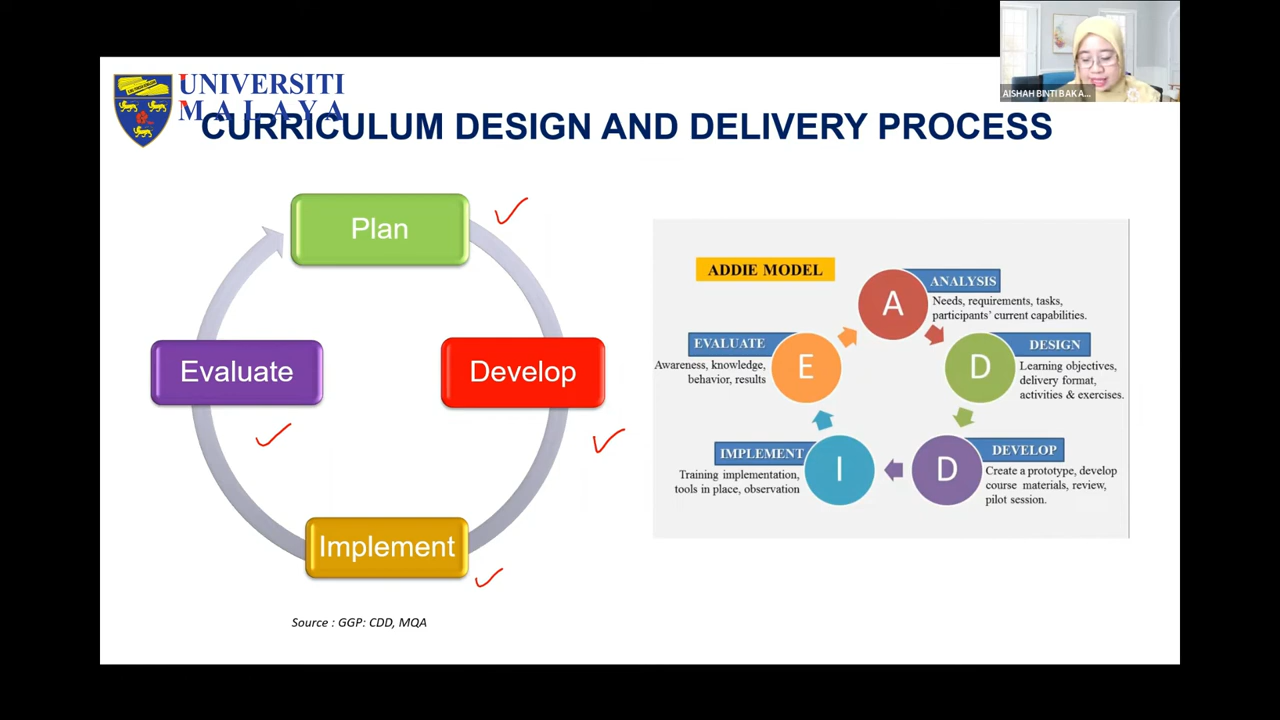 UNIVERSITI
MALAYA
CURRICULUM DESIGN AND DELIVERY PROCESS
AISHAH BINTI BAKA...
Plan
Evaluate
Develop
Implement
Source : GGP: CDD, MQA
ADDIE MODEL
A
ANALYSIS
Needs, requirements, tasks,
participants' current capabilities.
D
DESIGN
Learning objectives,
delivery format,
activities & exercises.
D
DEVELOP
Create a prototype, develop
course materials, review,
pilot session.
I
IMPLEMENT
Training implementation,
tools in place, observation
E
EVALUATE
Awareness, knowledge,
behavior, results